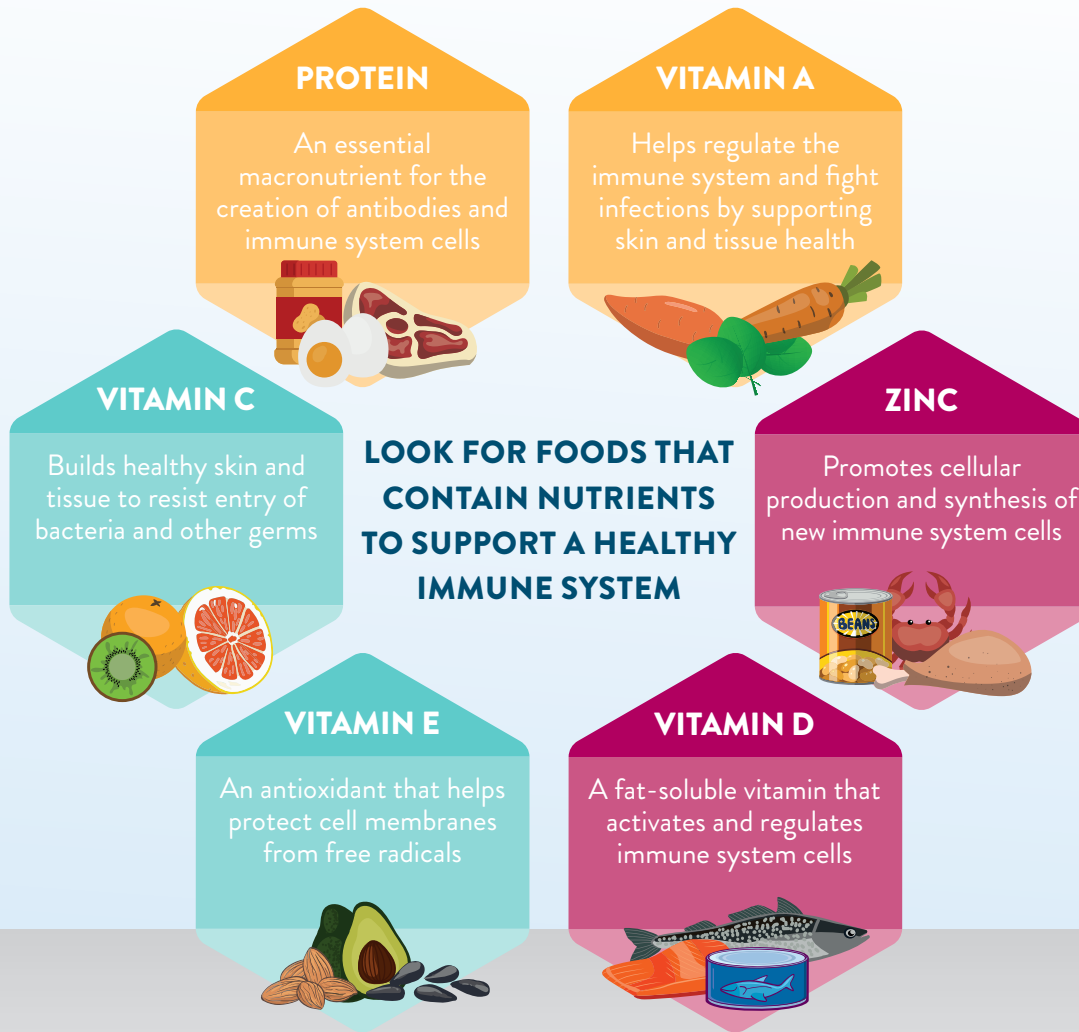 PROTEIN
An essential
macronutrient for the
creation of antibodies and
immune system cells
VITAMIN A
Helps regulate the
immune system and fight
infections by supporting
skin and tissue health
VITAMIN C
Builds healthy skin and
tissue to resist entry of
bacteria and other germs
LOOK FOR FOODS THAT
CONTAIN NUTRIENTS
TO SUPPORT A HEALTHY
IMMUNE SYSTEM
ZINC
Promotes cellular
production and synthesis of
new immune system cells
BEANS
VITAMIN E
An antioxidant that helps
protect cell membranes
from free radicals
VITAMIN D
A fat-soluble vitamin that
activates and regulates
immune system cells